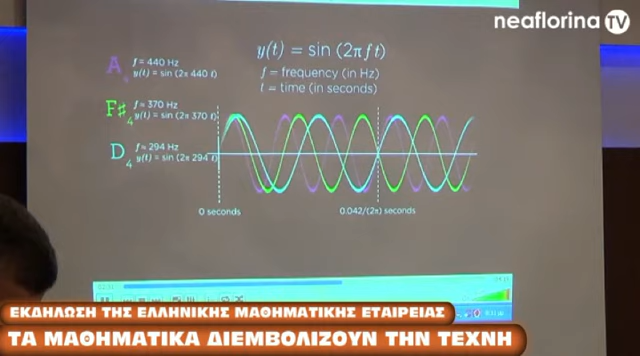 neaflorina TV
y(t) = sin (2πft)
f = frequency (in Hz)
t = time (in seconds)
A4
f = 440 Hz
y(t) = sin (2π 440 t)
F♯4
f ≈ 370 Hz
y(t) ≈ sin (2π 370 t)
D4
f ≈ 294 Hz
y(t) ≈ sin (2π 294 t)
0 seconds
0.042/(2π) seconds
ΕΚΔΗΛΩΣΗ ΤΗΣ ΕΛΛΗΝΙΚΗΣ ΜΑΘΗΜΑΤΙΚΗΣ ΕΤΑΙΡΕΙΑΣ
ΤΑ ΜΑΘΗΜΑΤΙΚΑ ΔΙΕΜΒΟΛΙΖΟΥΝ ΤΗΝ ΤΕΧΝΗ